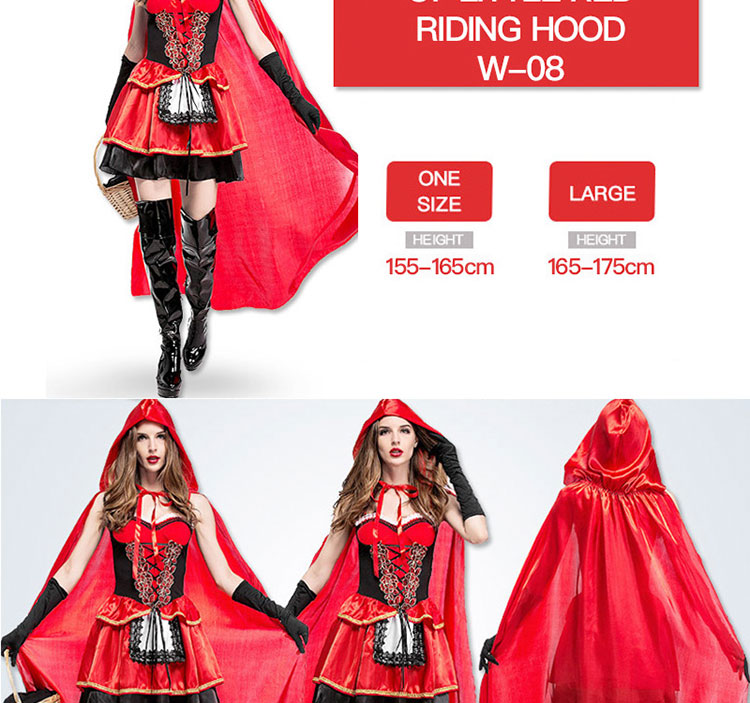 RIDING HOOD
W-08
ONE
SIZE
LARGE
HEIGHT
HEIGHT
155-165cm
165-175cm